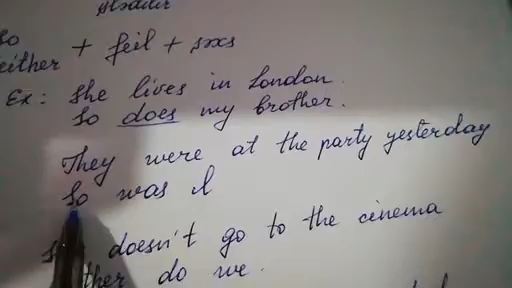 so
either + feil + sxs
Ex: She lives in London.
So does my brother.
They were at the party yesterday
So was I
doesn't go to the cinema
ther do we.